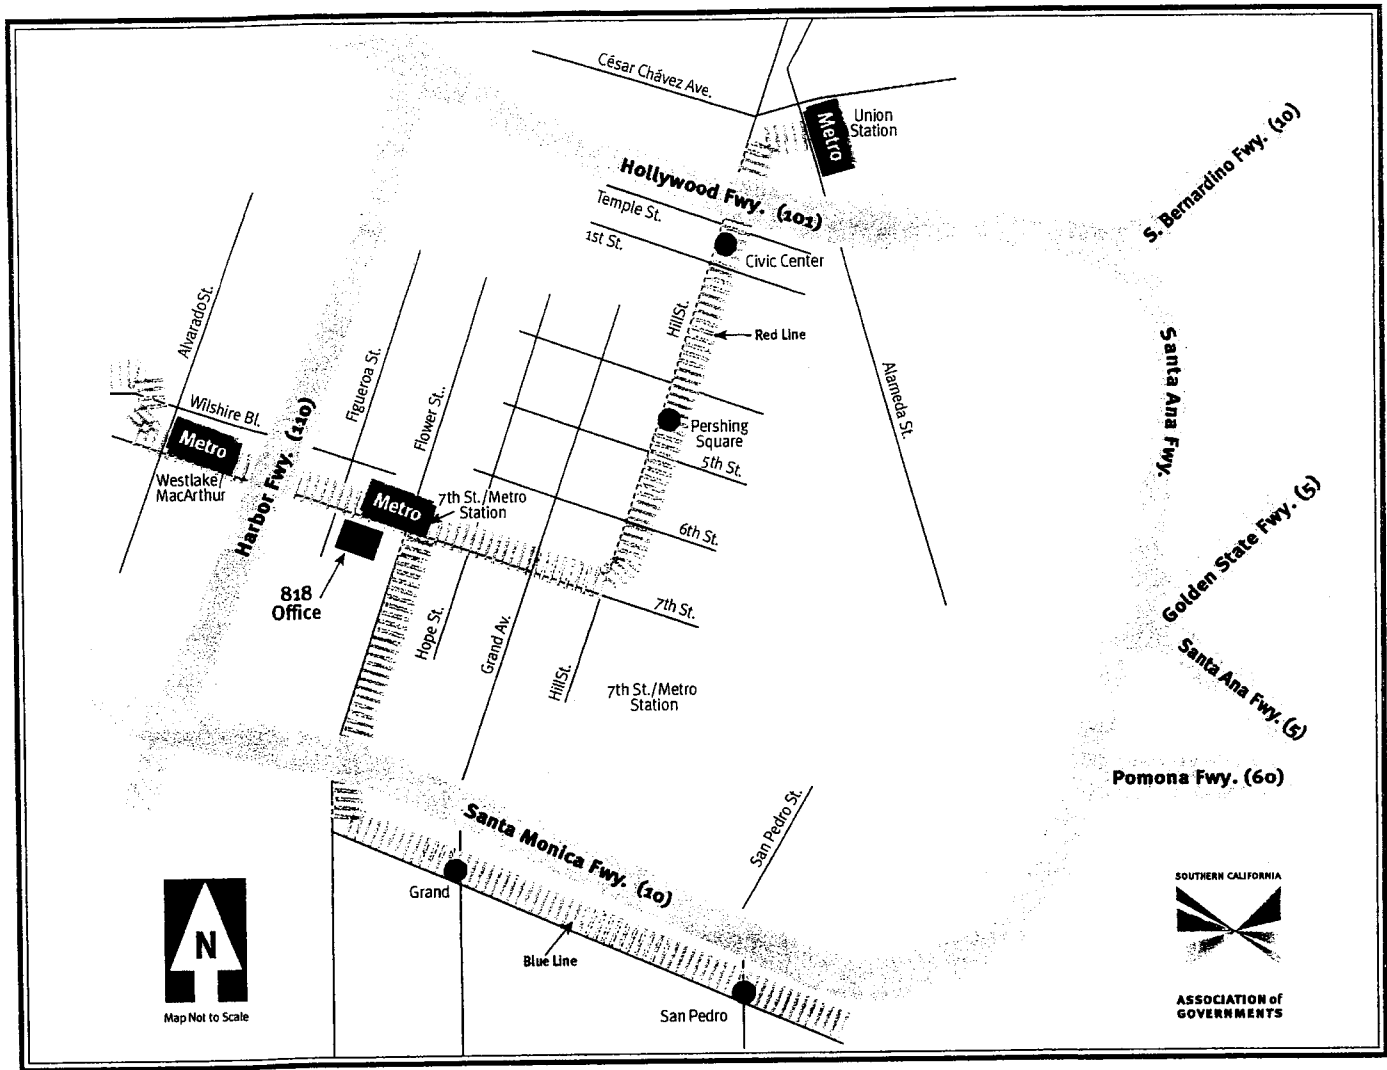 César Chávez Ave.
Metro
Union
Station
S. Bernardino Fwy. (10)
Hollywood Fwy. (101)
Temple St.
1st St.
Civic Center
Hill St.
Red Line
Alvarado St.
Figueroa St.
Flower St..
Alameda St.
Santa Ana Fwy.
Wilshire Bl.
Harbor Fwy. (110)
Metro
Westlake/
MacArthur
Pershing
Square
5th St.
Metro
7th St./Metro
Station
6th St.
Golden State Fwy. (5)
818
Office
7th St.
Hope St.
Grand Av.
Hill St.
7th St./Metro
Station
Santa Ana Fwy. (5)
Pomona Fwy. (60)
Santa Monica Fwy. (10)
San Pedro St.
Grand
Blue Line
San Pedro
N
Map Not to Scale
SOUTHERN CALIFORNIA
ASSOCIATION of
GOVERNMENTS